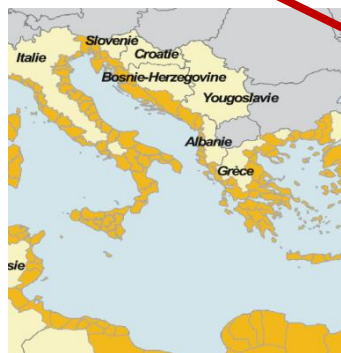 Slovenie
Italie
Croatie
Bosnie-Herzegovine
Yougoslavie
Albanie
Grèce
sie